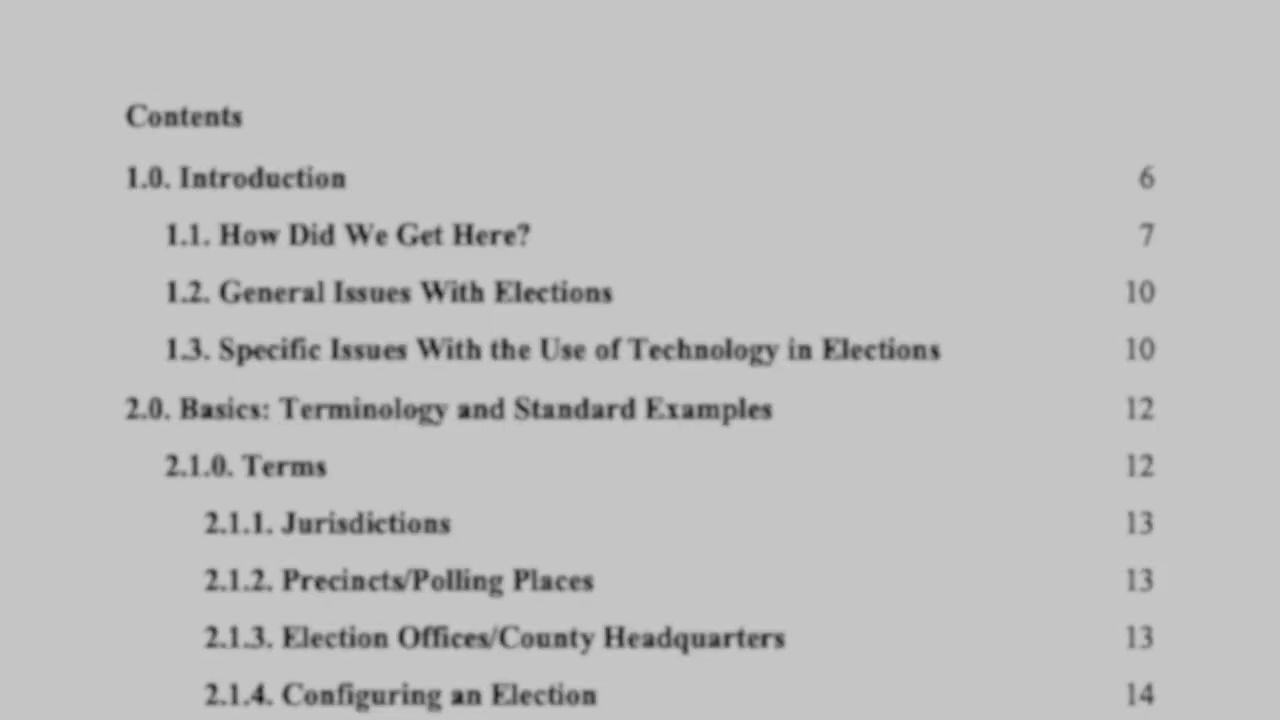 Contents
1.0. Introduction 6
1.1. How Did We Get Here? 7
1.2. General Issues With Elections 10
1.3. Specific Issues With the Use of Technology in Elections 10
2.0. Basics: Terminology and Standard Examples 12
2.1.0. Terms 12
2.1.1. Jurisdictions 13
2.1.2. Precincts/Polling Places 13
2.1.3. Election Offices/County Headquarters 13
2.1.4. Configuring an Election 14